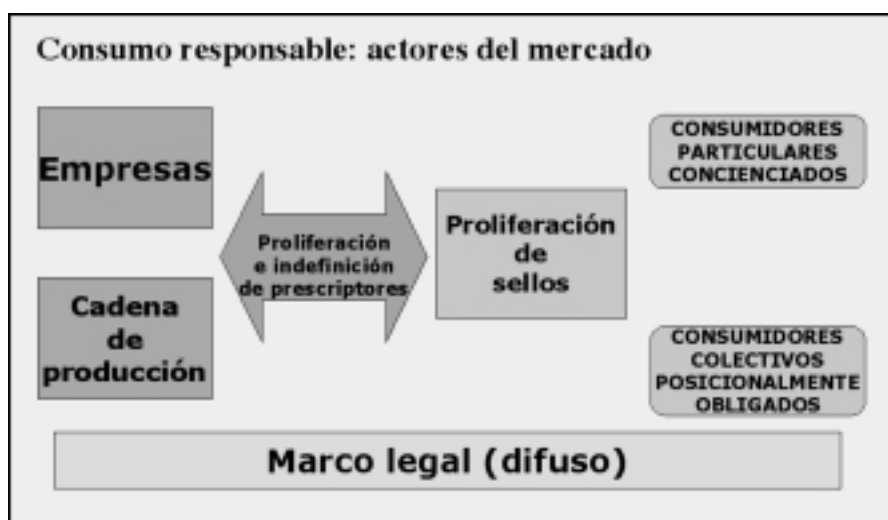 Consumo responsable: actores del mercado
Empresas
Cadena
de
producción
Proliferación
e indefinición
de prescriptores
Proliferación
de
sellos
CONSUMIDORES
PARTICULARES
CONCIENCIADOS
CONSUMIDORES
COLECTIVOS
POSICIONALMENTE
OBLIGADOS
Marco legal (difuso)